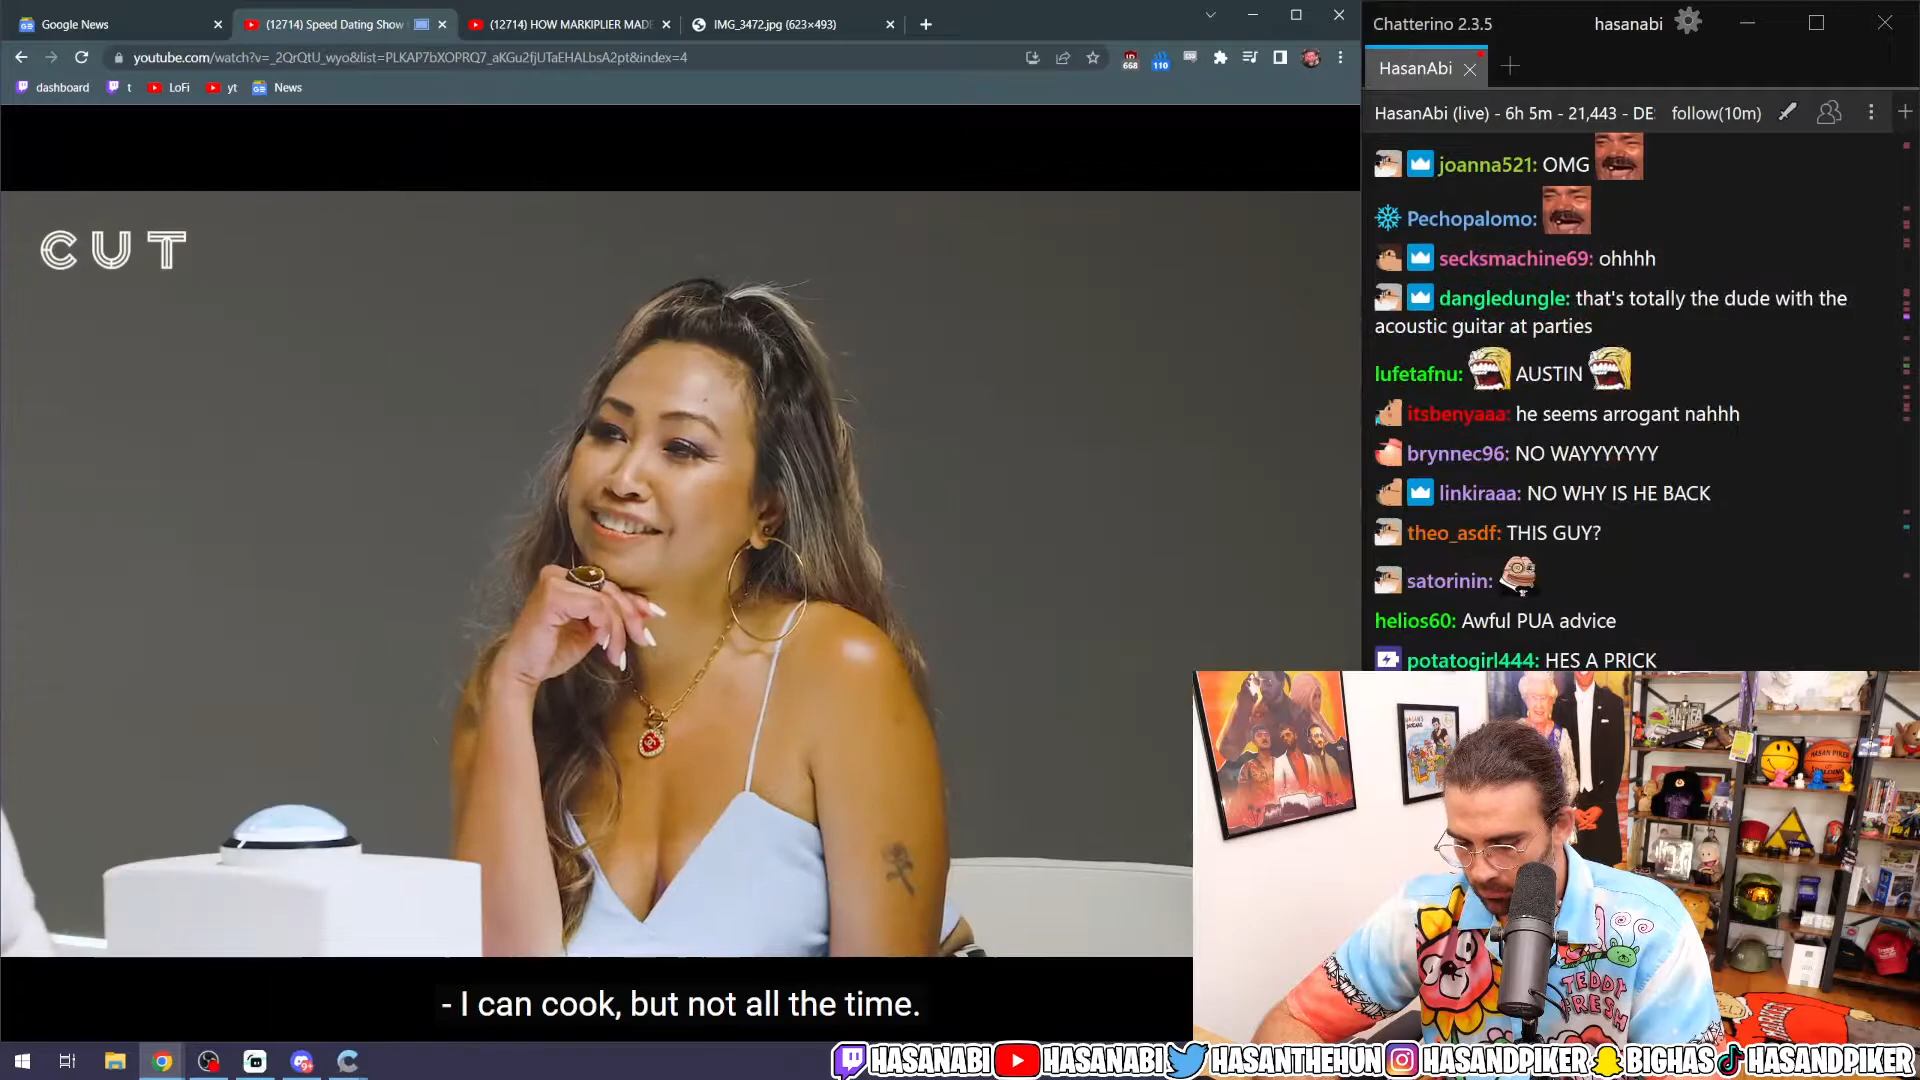 Google News
(12714) Speed Dating Show
(12714) HOW MARKIPLIER MADE
IMG_3472.jpg (623×493)
youtube.com/watch?v=_2QrQtU_wyo&list=PLKAP7bXOPRQ7_aKGu2fjUTaEHALbsA2pt&index=4
668
110
dashboard
t
LoFi
yt
News
CUT
- I can cook, but not all the time.
Chatterino 2.3.5
hasanabi
HasanAbi
HasanAbi (live) - 6h 5m - 21,443 - DE
follow(10m)
joanna521: OMG
Pechopalomo:
secksmachine69: ohhhh
dangledungle: that's totally the dude with the
acoustic guitar at parties
lufetafnu: AUSTIN
itsbenyaaa: he seems arrogant nahhh
brynnec96: NO WAYYYYYYY
linkiraaa: NO WHY IS HE BACK
theo_asdf: THIS GUY?
satorinin:
helios60: Awful PUA advice
potatogirl444: HES A PRICK
HASAN PIKER
SPALDING
TEDDY
FRESH
HASANABI HASANABI HASANTHEHUN HASANDPIKER BIGHAS HASANDPIKER